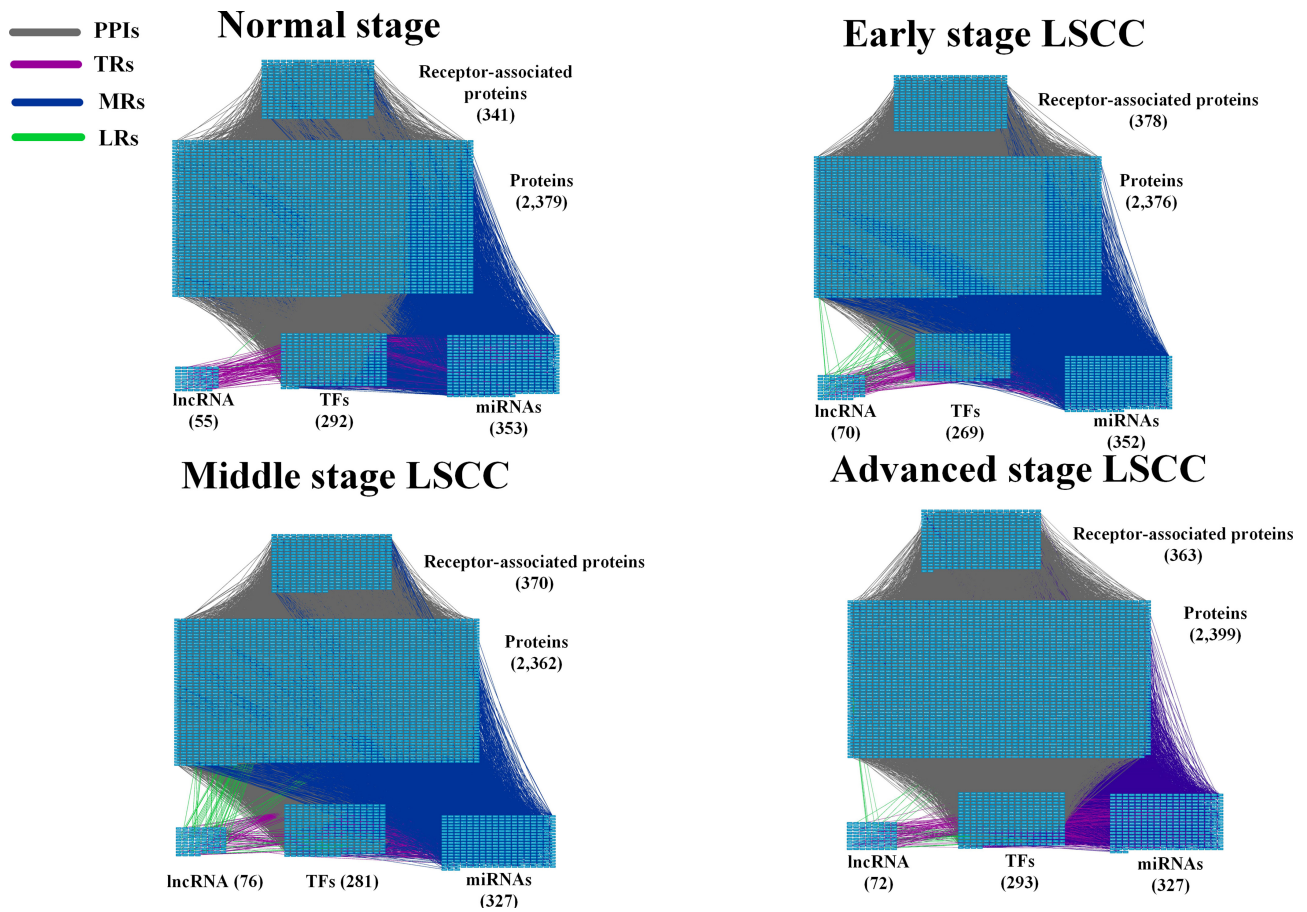 PPIs
TRs
MRs
LRs
Normal stage
Receptor-associated
proteins
(341)
Proteins
(2,379)
lncRNA
(55)
TFs
(292)
miRNAs
(353)
Early stage LSCC
Receptor-associated proteins
(378)
Proteins
(2,376)
lncRNA
(70)
TFs
(269)
miRNAs
(352)
Middle stage LSCC
Receptor-associated proteins
(370)
Proteins
(2,362)
lncRNA (76)
TFs (281)
miRNAs
(327)
Advanced stage LSCC
Receptor-associated proteins
(363)
Proteins
(2,399)
lncRNA
(72)
TFs
(293)
miRNAs
(327)